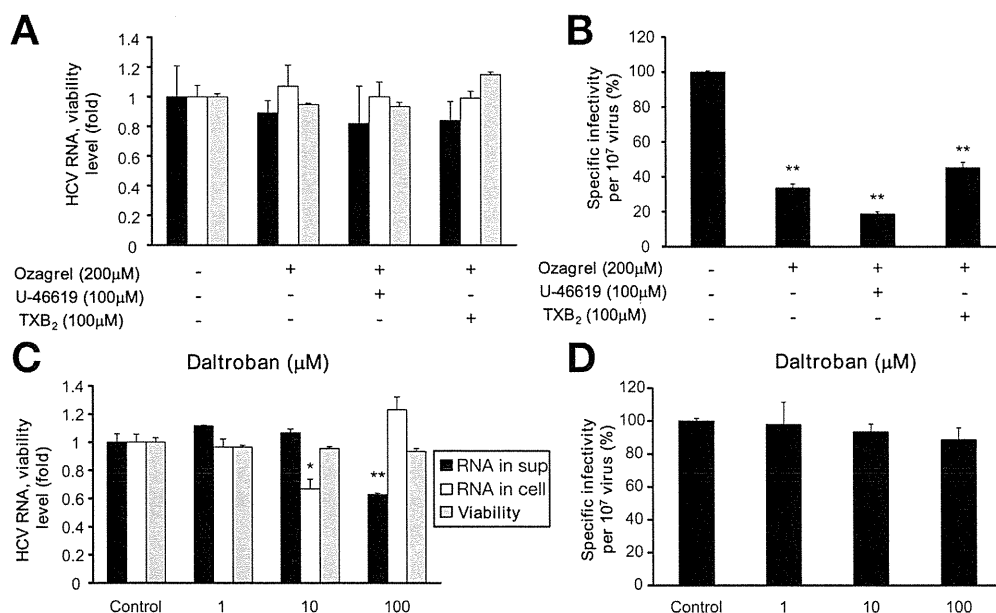 A
HCV RNA, viability
level (fold)
1.4
1.2
1
0.8
0.6
0.4
0.2
0
Ozagrel (200μM) - + + +
U-46619 (100μM) - - + -
TXB2 (100μM) - - - +
B
Specific infectivity
per 10⁷ virus (%)
120
100
80
60
40
20
0
** ** **
Ozagrel (200μM) - + + +
U-46619 (100μM) - - + -
TXB2 (100μM) - - - +
C
Daltroban (μM)
HCV RNA, viability
level (fold)
1.4
1.2
1
0.8
0.6
0.4
0.2
0
* **
RNA in sup
RNA in cell
Viability
Control 1 10 100
D
Daltroban (μM)
Specific infectivity
per 10⁷ virus (%)
120
100
80
60
40
20
0
Control 1 10 100